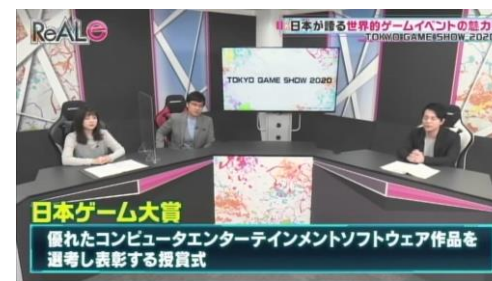 ReALe
日本が誇る世界的ゲームイベントの魅力
TOKYO GAME SHOW 2020
TOKYO GAME SHOW 2020
日本ゲーム大賞
優れたコンピュータエンターテインメントソフトウェア作品を
選考し表彰する授賞式